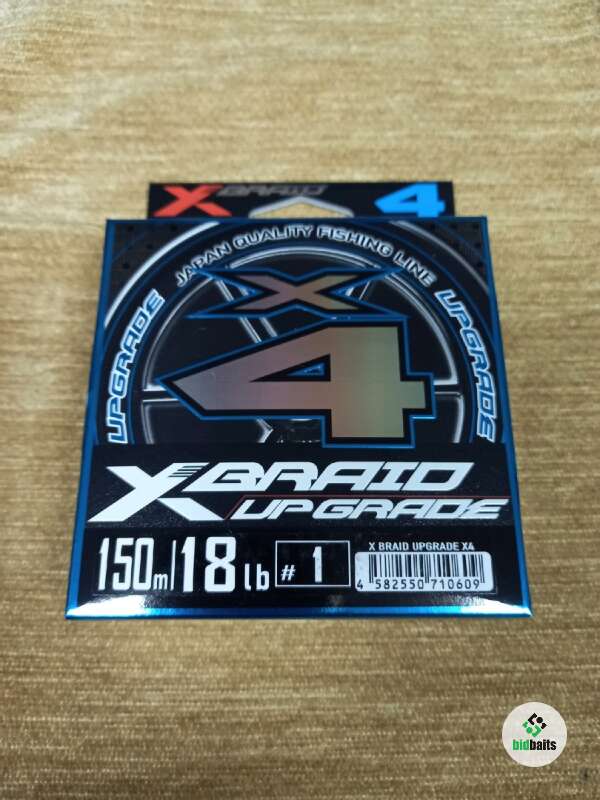 X BRAID 4
JAPAN QUALITY FISHING LINE
UPGRADE
UPGRADE
X
4
X BRAID
UPGRADE
150m/18lb #1
X BRAID UPGRADE X4
4 582550 710609
bidbaits